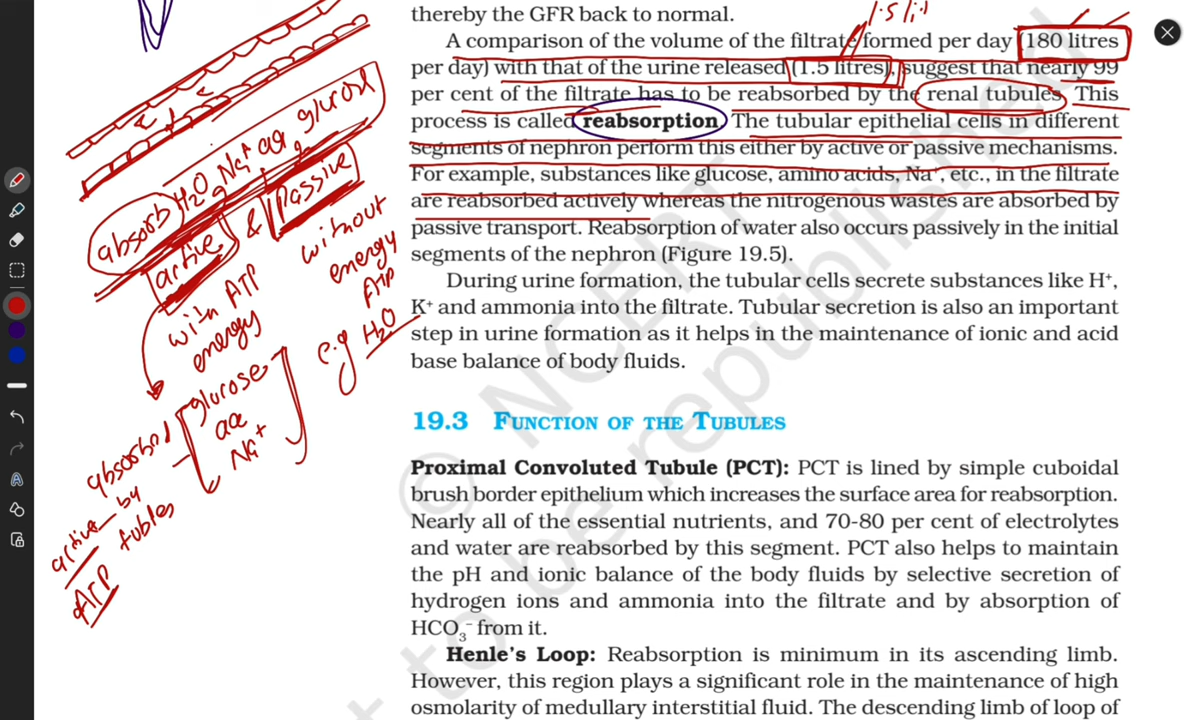 thereby the GFR back to normal.
1.5 lit
A comparison of the volume of the filtrate formed per day (180 litres
per day) with that of the urine released (1.5 litres), suggest that nearly 99
per cent of the filtrate has to be reabsorbed by the renal tubules. This
process is called reabsorption. The tubular epithelial cells in different
segments of nephron perform this either by active or passive mechanisms.
For example, substances like glucose, amino acids, Na⁺, etc., in the filtrate
are reabsorbed actively whereas the nitrogenous wastes are absorbed by
passive transport. Reabsorption of water also occurs passively in the initial
segments of the nephron (Figure 19.5).
During urine formation, the tubular cells secrete substances like H⁺,
K⁺ and ammonia into the filtrate. Tubular secretion is also an important
step in urine formation as it helps in the maintenance of ionic and acid
base balance of body fluids.
19.3 FUNCTION OF THE TUBULES
Proximal Convoluted Tubule (PCT): PCT is lined by simple cuboidal
brush border epithelium which increases the surface area for reabsorption.
Nearly all of the essential nutrients, and 70-80 per cent of electrolytes
and water are reabsorbed by this segment. PCT also helps to maintain
the pH and ionic balance of the body fluids by selective secretion of
hydrogen ions and ammonia into the filtrate and by absorption of
HCO₃⁻ from it.
Henle's Loop: Reabsorption is minimum in its ascending limb.
However, this region plays a significant role in the maintenance of high
osmolarity of medullary interstitial fluid. The descending limb of loop of
absorb H2O Na+ aa glucose
active & Passive
with ATP
energy
without
energy
ATP
e.g H2O
glucose
aa
Na+
absorbed
active by
tubles
ATP
© NCERT
not to be republished